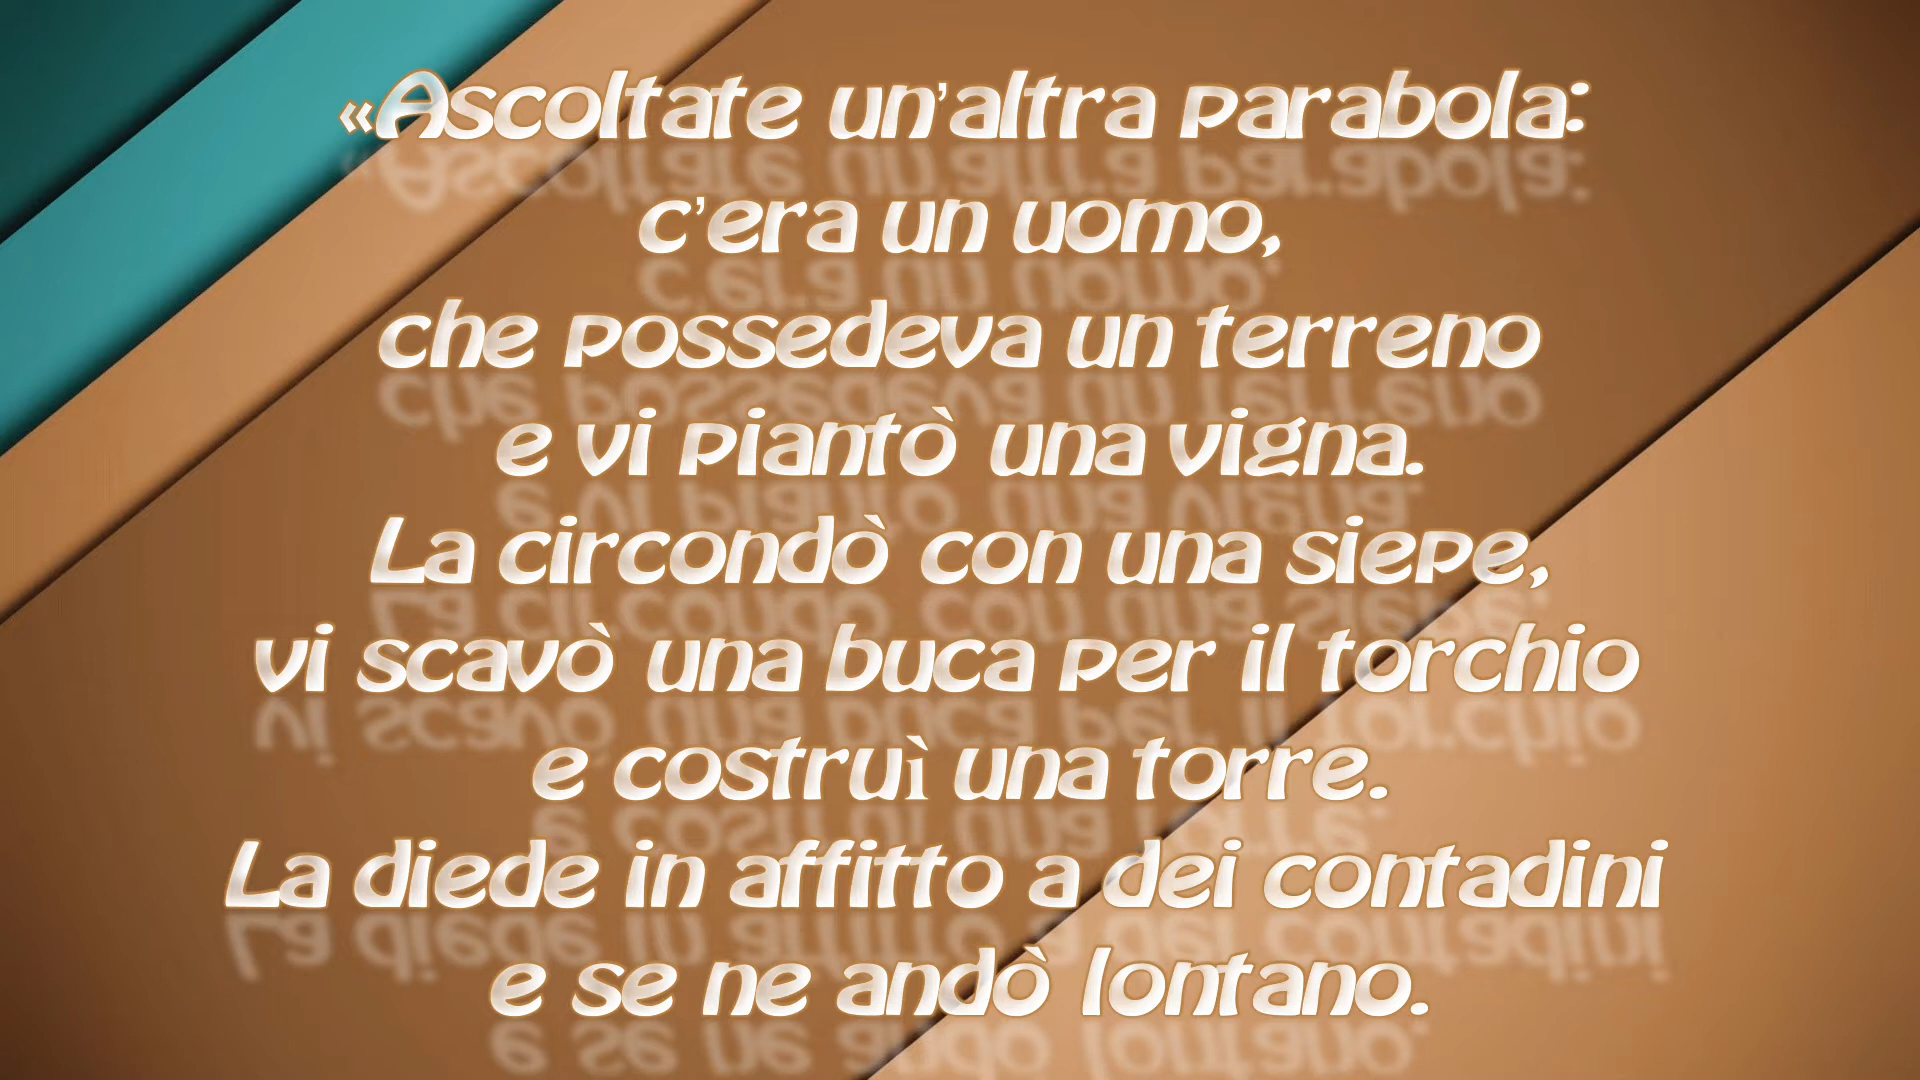 «Ascoltate un'altra parabola:
c'era un uomo,
che possedeva un terreno
e vi piantò una vigna.
La circondò con una siepe,
vi scavò una buca per il torchio
e costruì una torre.
La diede in affitto a dei contadini
e se ne andò lontano.